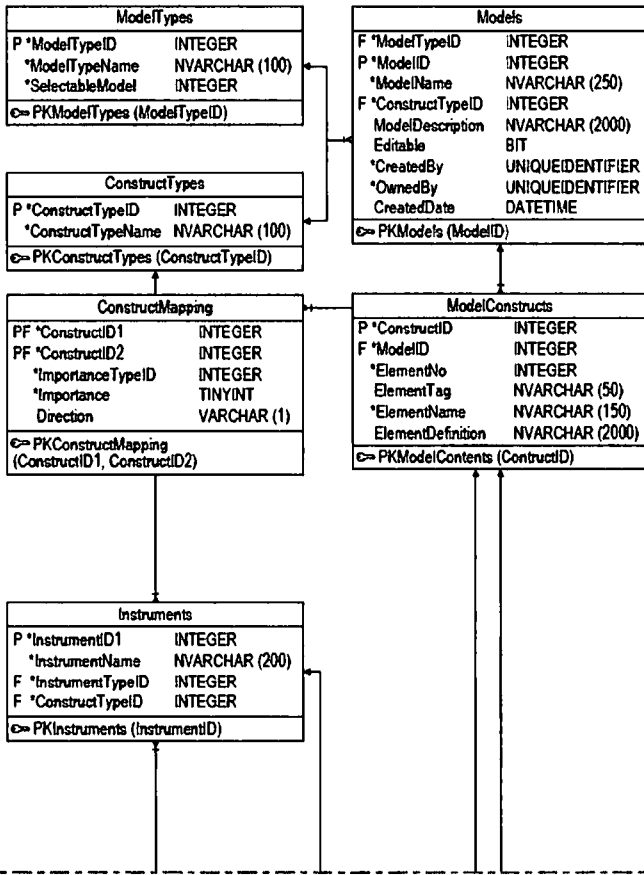 ModelTypes
P *ModelTypeID INTEGER
*ModelTypeName NVARCHAR (100)
*SelectableModel INTEGER
PKModelTypes (ModelTypeID)
ConstructTypes
P *ConstructTypeID INTEGER
*ConstructTypeName NVARCHAR (100)
PKConstructTypes (ConstructTypeID)
ConstructMapping
PF *ConstructID1 INTEGER
PF *ConstructID2 INTEGER
*ImportanceTypeID INTEGER
*Importance TINYINT
Direction VARCHAR (1)
PKConstructMapping
(ConstructID1, ConstructID2)
Instruments
P *InstrumentID1 INTEGER
*InstrumentName NVARCHAR (200)
F *InstrumentTypeID INTEGER
F *ConstructTypeID INTEGER
PKInstruments (InstrumentID)
Models
F *ModelTypeID INTEGER
P *ModelID INTEGER
*ModelName NVARCHAR (250)
F *ConstructTypeID INTEGER
ModelDescription NVARCHAR (2000)
Editable BIT
*CreatedBy UNIQUEIDENTIFIER
*OwnedBy UNIQUEIDENTIFIER
CreatedDate DATETIME
PKModels (ModelID)
ModelConstructs
P *ConstructID INTEGER
F *ModelID INTEGER
*ElementNo INTEGER
ElementTag NVARCHAR (50)
*ElementName NVARCHAR (150)
ElementDefinition NVARCHAR (2000)
PKModelContents (ContructID)